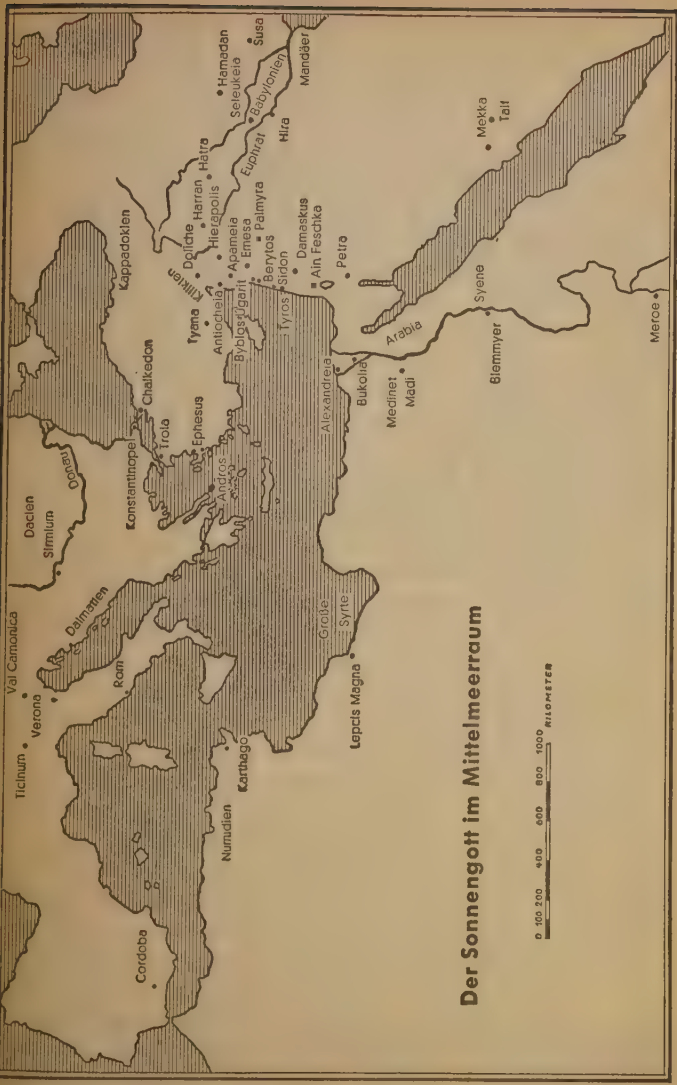 Ticinum
Val Camonica
Verona
Dacien
Sirmium
Donau
Dalmatien
Rom
Cordoba
Numidien
Karthago
Lepcis Magna
Große
Syrte
Konstantinopel
Chalkedon
Troia
Ephesus
Andros
Kappadokien
Kilikien
Tyana
Doliche
Harran
Hierapolis
Hatra
Antiocheia
Apameia
Byblos
Ugarit
Emesa
Palmyra
Berytos
Sidon
Tyros
Damaskus
Ain Feschka
Petra
Hamadan
Seleukeia
Susa
Babylonien
Euphrat
Hira
Mandäer
Alexandreia
Bukolia
Medinet
Madi
Arabia
Syene
Blemmyer
Meroe
Mekka
Taif
Der Sonnengott im Mittelmeerraum
0 100 200 400 600 800 1000
KILOMETER